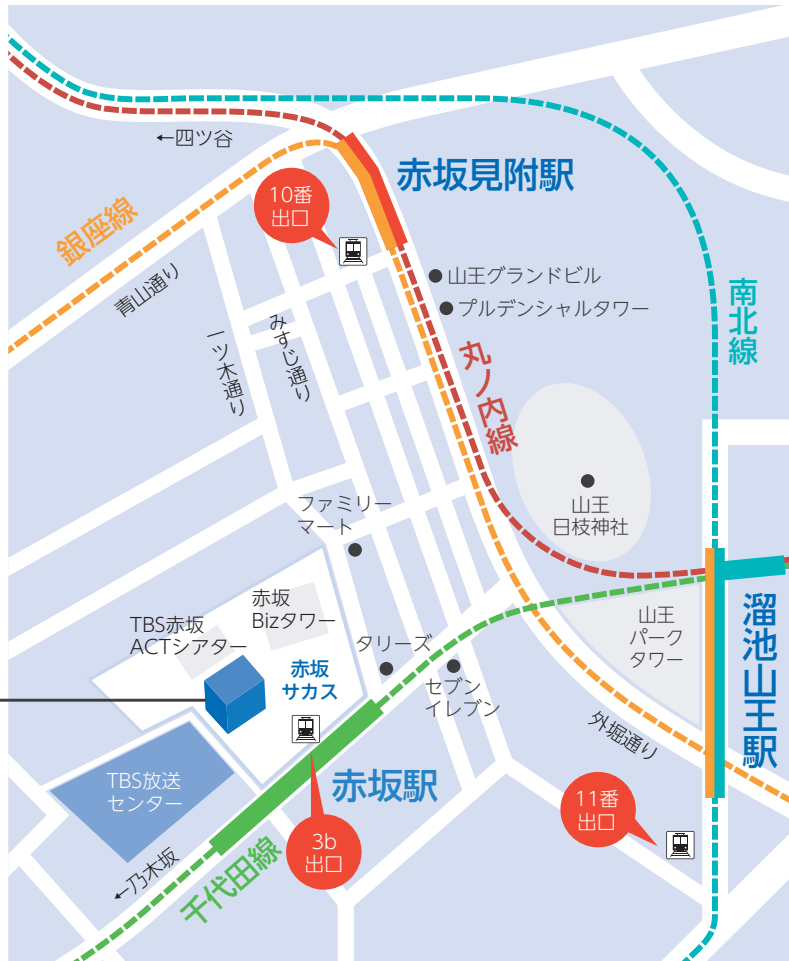 ←四ツ谷
赤坂見附駅
10番
出口
銀座線
青山通り
山王グランドビル
プルデンシャルタワー
南北線
一ツ木通り
みすじ通り
丸ノ内線
ファミリー
マート
山王
日枝神社
赤坂
Bizタワー
TBS赤坂
ACTシアター
タリーズ
赤坂
サカス
セブン
イレブン
山王
パーク
タワー
溜池山王駅
外堀通り
TBS放送
センター
赤坂駅
11番
出口
3b
出口
←乃木坂
千代田線